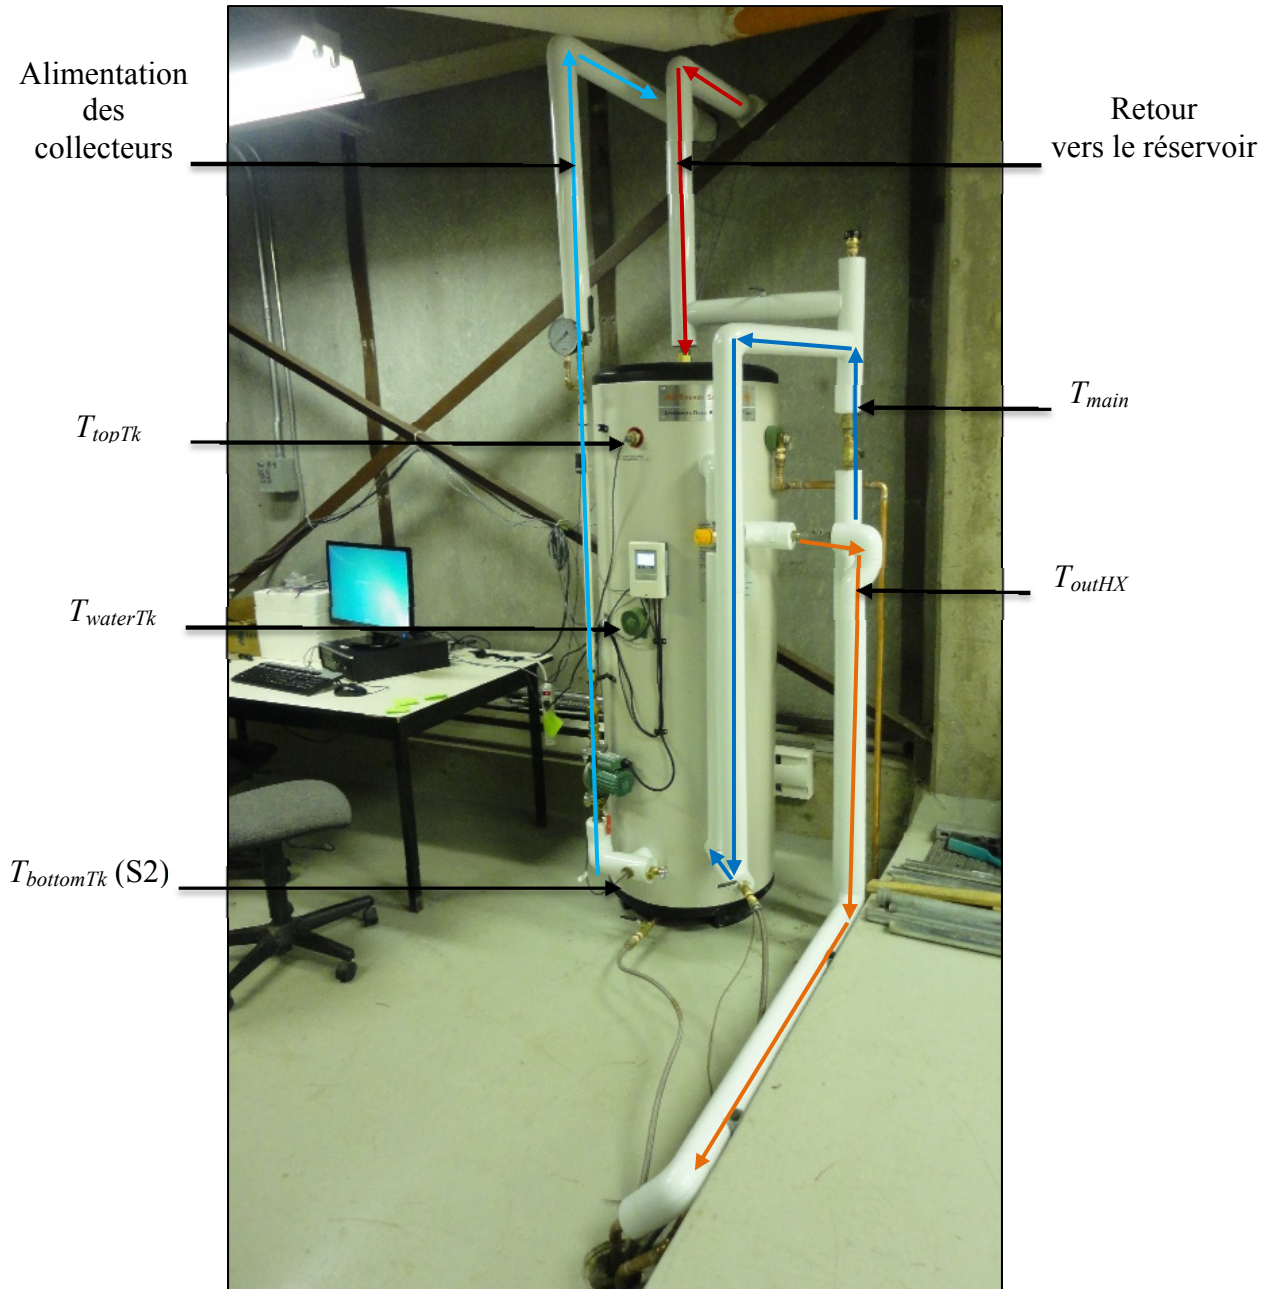 Alimentation
des
collecteurs
Retour
vers le réservoir
T_main
T_topTk
T_outHX
T_waterTk
T_bottomTk (S2)